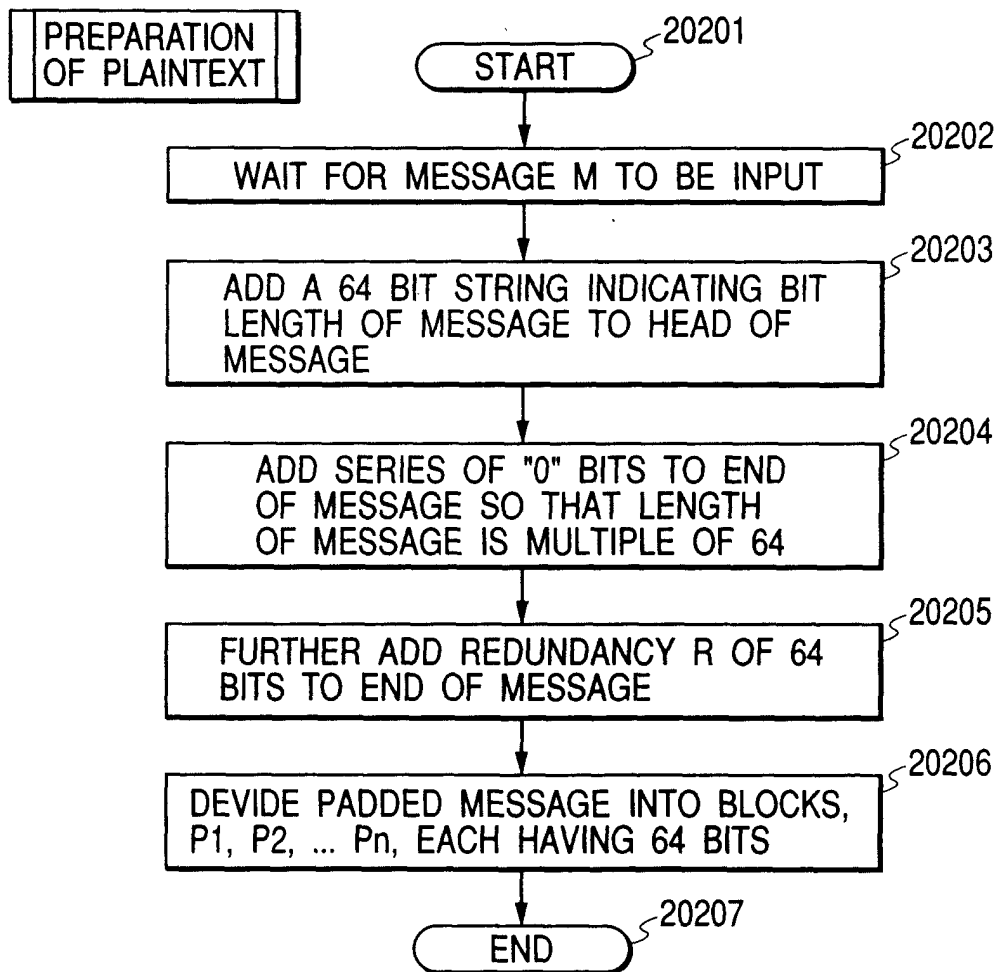 PREPARATION
OF PLAINTEXT
20201
START
20202
WAIT FOR MESSAGE M TO BE INPUT
20203
ADD A 64 BIT STRING INDICATING BIT
LENGTH OF MESSAGE TO HEAD OF
MESSAGE
20204
ADD SERIES OF "0" BITS TO END
OF MESSAGE SO THAT LENGTH
OF MESSAGE IS MULTIPLE OF 64
20205
FURTHER ADD REDUNDANCY R OF 64
BITS TO END OF MESSAGE
20206
DEVIDE PADDED MESSAGE INTO BLOCKS,
P1, P2, ... Pn, EACH HAVING 64 BITS
20207
END